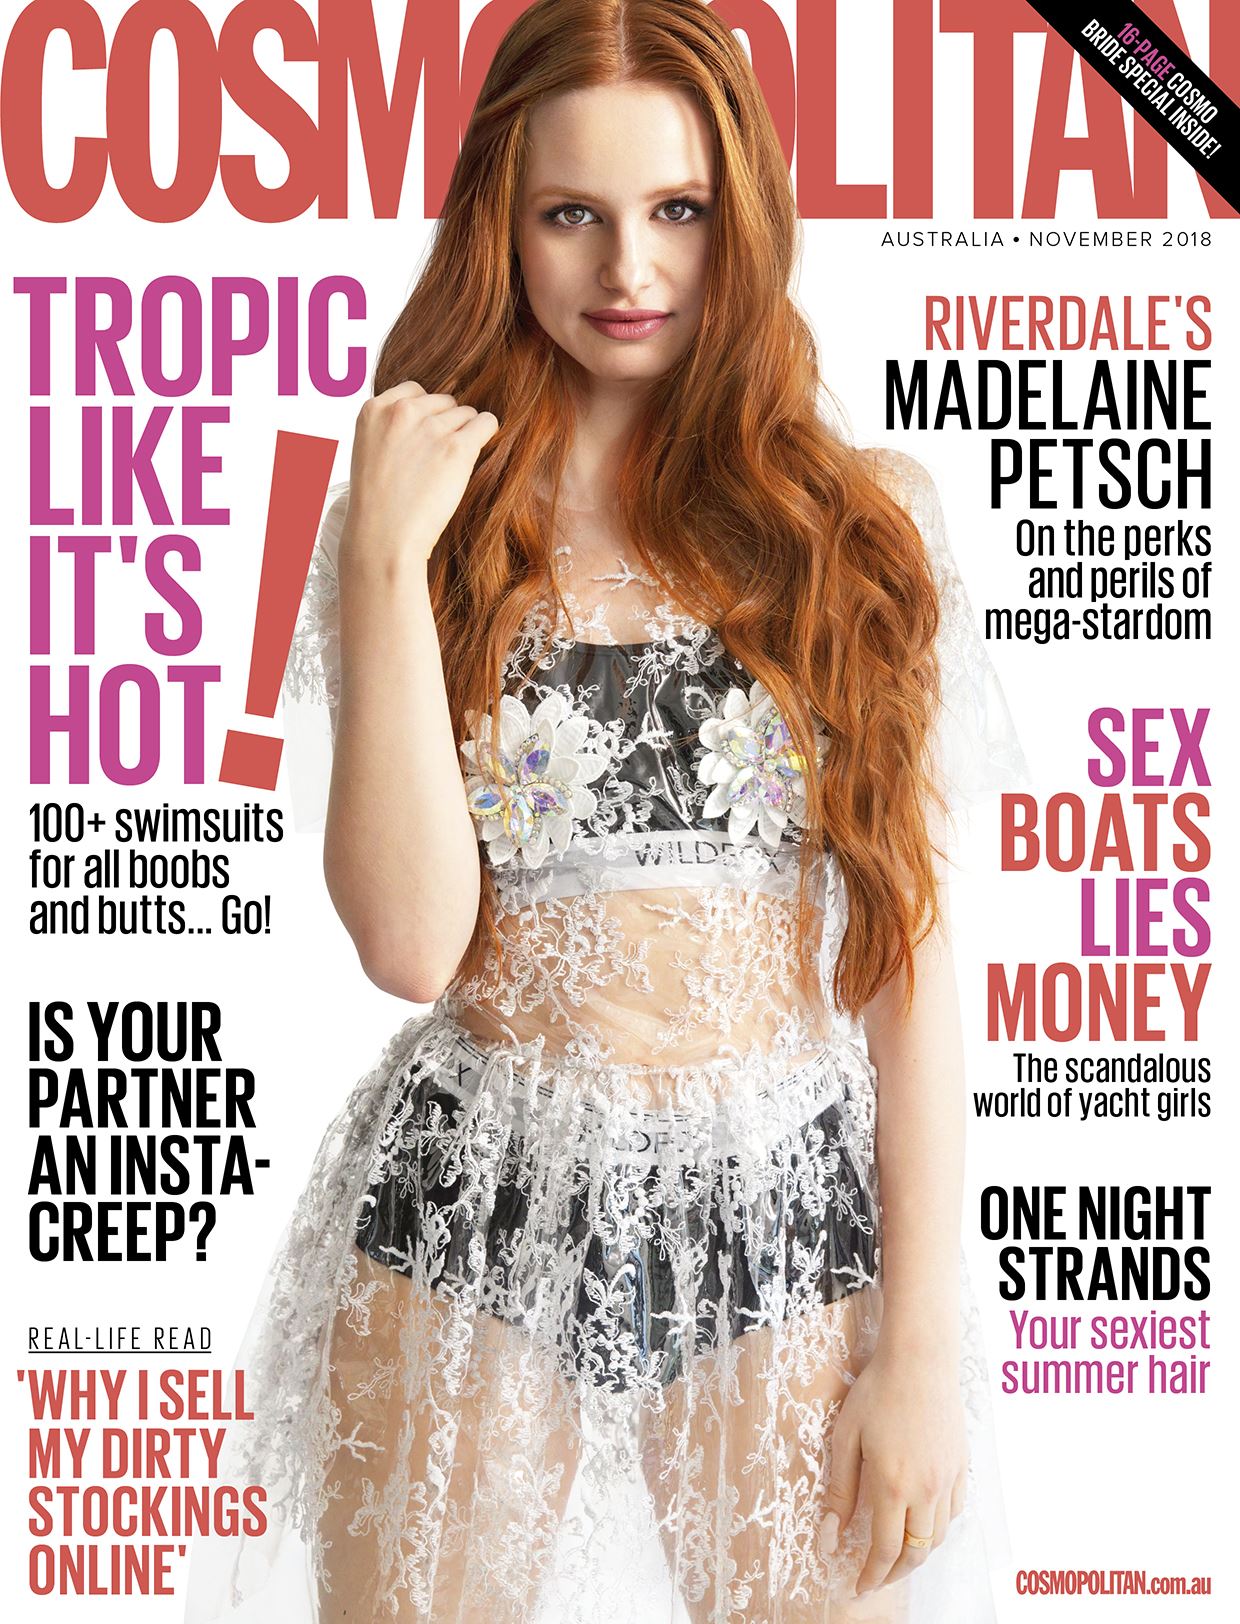 COSMOPOLITAN
16-PAGE COSMO
BRIDE SPECIAL INSIDE!
AUSTRALIA • NOVEMBER 2018
TROPIC
LIKE
IT'S
HOT!
100+ swimsuits
for all boobs
and butts... Go!
IS YOUR
PARTNER
AN INSTA-
CREEP?
REAL-LIFE READ
'WHY I SELL
MY DIRTY
STOCKINGS
ONLINE'
RIVERDALE'S
MADELAINE
PETSCH
On the perks
and perils of
mega-stardom
SEX
BOATS
LIES
MONEY
The scandalous
world of yacht girls
ONE NIGHT
STRANDS
Your sexiest
summer hair
COSMOPOLITAN.com.au